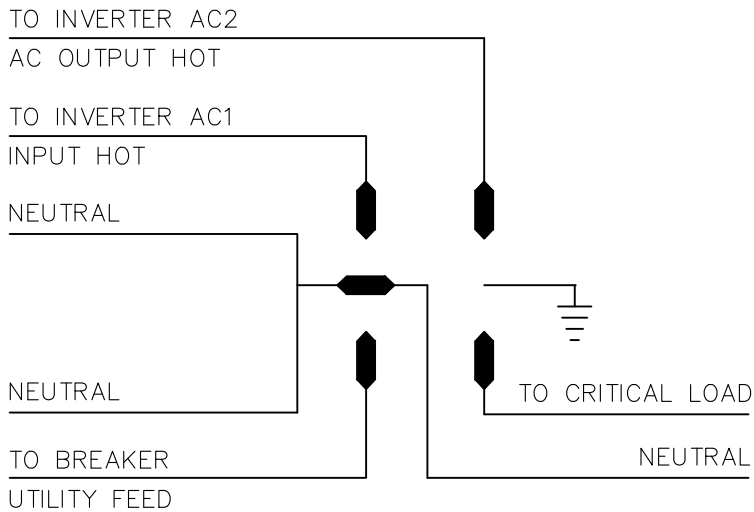 TO INVERTER AC2
AC OUTPUT HOT
TO INVERTER AC1
INPUT HOT
NEUTRAL
NEUTRAL
TO CRITICAL LOAD
TO BREAKER
NEUTRAL
UTILITY FEED